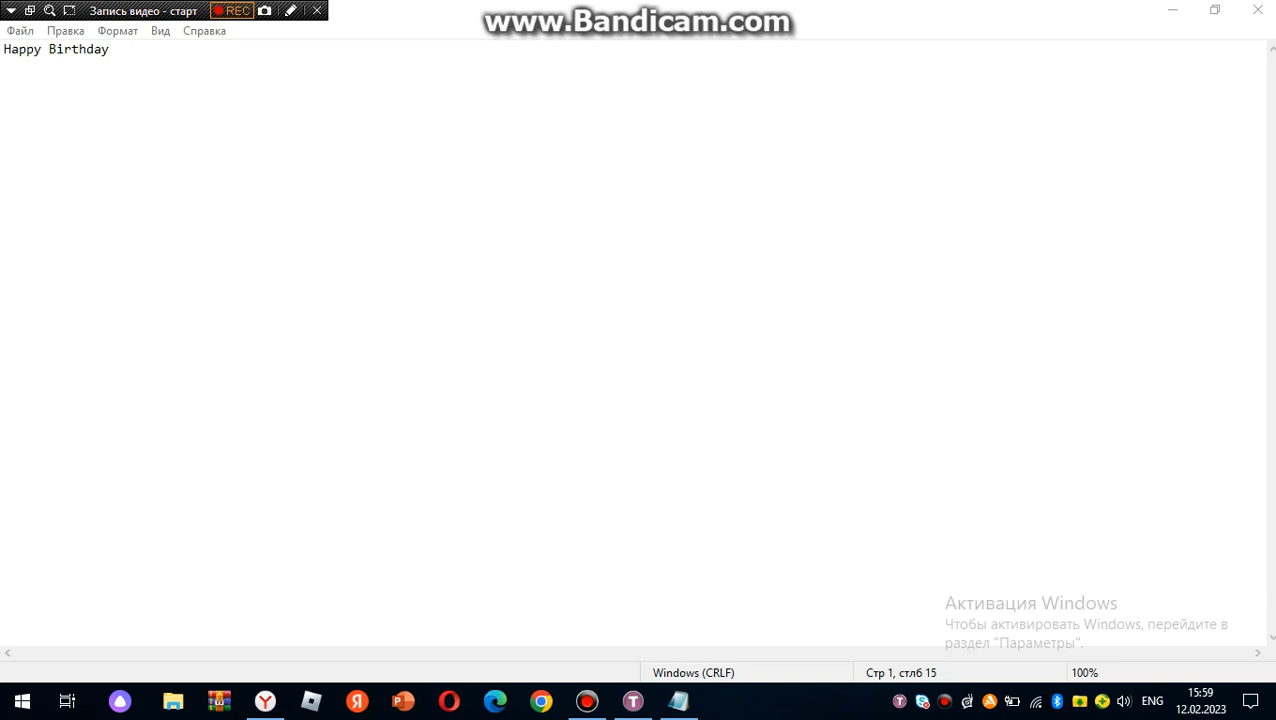 Запись видео - старт REC
www.Bandicam.com
Файл Правка Формат Вид Справка
Happy Birthday
Активация Windows
Чтобы активировать Windows, перейдите в
раздел "Параметры".
Windows (CRLF) Стр 1, стлб 15 100%
ENG
15:59
12.02.2023